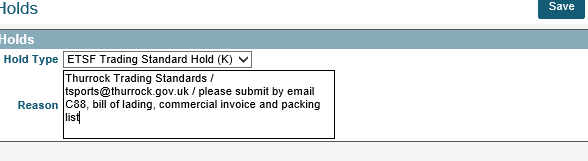 Holds
Save
Holds
Hold Type ETSF Trading Standard Hold (K)
Thurrock Trading Standards /
tsports@thurrock.gov.uk / please submit by email
Reason C88, bill of lading, commercial invoice and packing
list